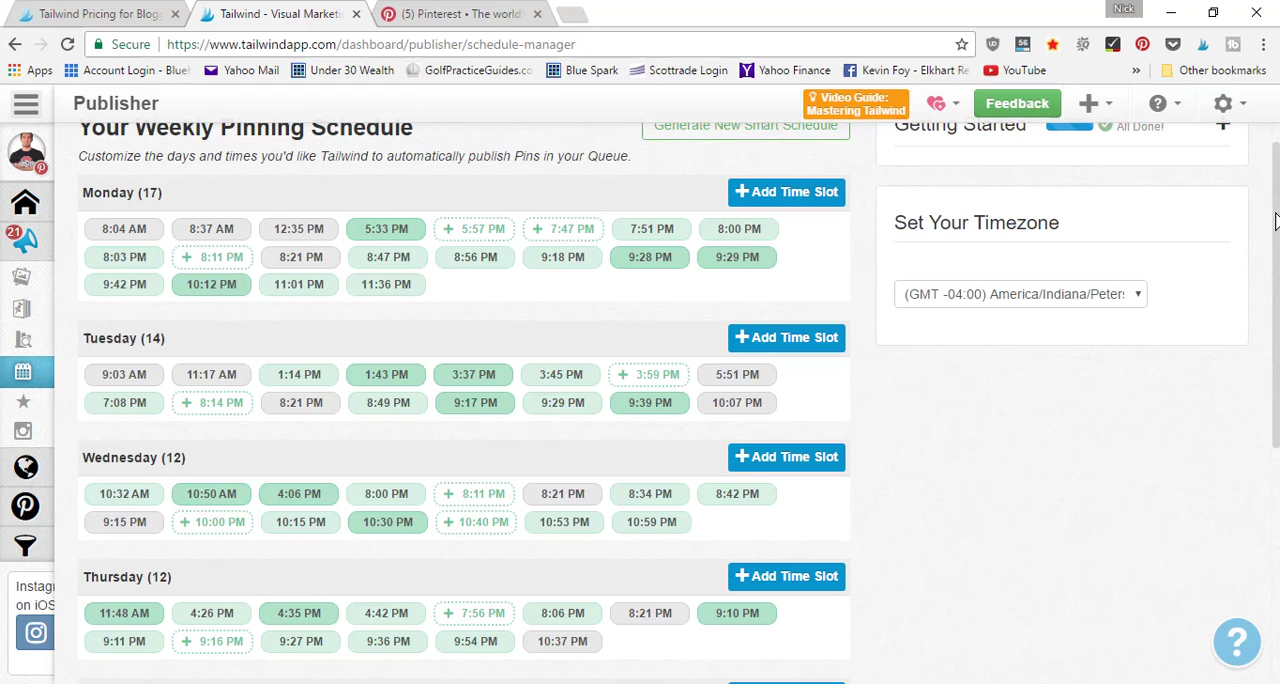 Nick
Tailwind Pricing for Blog
Tailwind - Visual Marketi
(5) Pinterest • The world'
Secure
https://www.tailwindapp.com/dashboard/publisher/schedule-manager
56
Apps
Account Login - Blueh
Yahoo Mail
Under 30 Wealth
GolfPracticeGuides.co
Blue Spark
Scottrade Login
Yahoo Finance
Kevin Foy - Elkhart Re
YouTube
»
Other bookmarks
Publisher
Video Guide:
Mastering Tailwind
Feedback
Your Weekly Pinning Schedule
Generate New Smart Schedule
Getting Started
All Done!
Customize the days and times you'd like Tailwind to automatically publish Pins in your Queue.
21
Monday (17)
+ Add Time Slot
8:04 AM 8:37 AM 12:35 PM 5:33 PM + 5:57 PM + 7:47 PM 7:51 PM 8:00 PM
8:03 PM + 8:11 PM 8:21 PM 8:47 PM 8:56 PM 9:18 PM 9:28 PM 9:29 PM
9:42 PM 10:12 PM 11:01 PM 11:36 PM
Tuesday (14)
+ Add Time Slot
9:03 AM 11:17 AM 1:14 PM 1:43 PM 3:37 PM 3:45 PM + 3:59 PM 5:51 PM
7:08 PM + 8:14 PM 8:21 PM 8:49 PM 9:17 PM 9:29 PM 9:39 PM 10:07 PM
Wednesday (12)
+ Add Time Slot
10:32 AM 10:50 AM 4:06 PM 8:00 PM + 8:11 PM 8:21 PM 8:34 PM 8:42 PM
9:15 PM + 10:00 PM 10:15 PM 10:30 PM + 10:40 PM 10:53 PM 10:59 PM
Thursday (12)
+ Add Time Slot
11:48 AM 4:26 PM 4:35 PM 4:42 PM + 7:56 PM 8:06 PM 8:21 PM 9:10 PM
9:11 PM + 9:16 PM 9:27 PM 9:36 PM 9:54 PM 10:37 PM
Set Your Timezone
(GMT -04:00) America/Indiana/Peters
Instag
on iOS
?